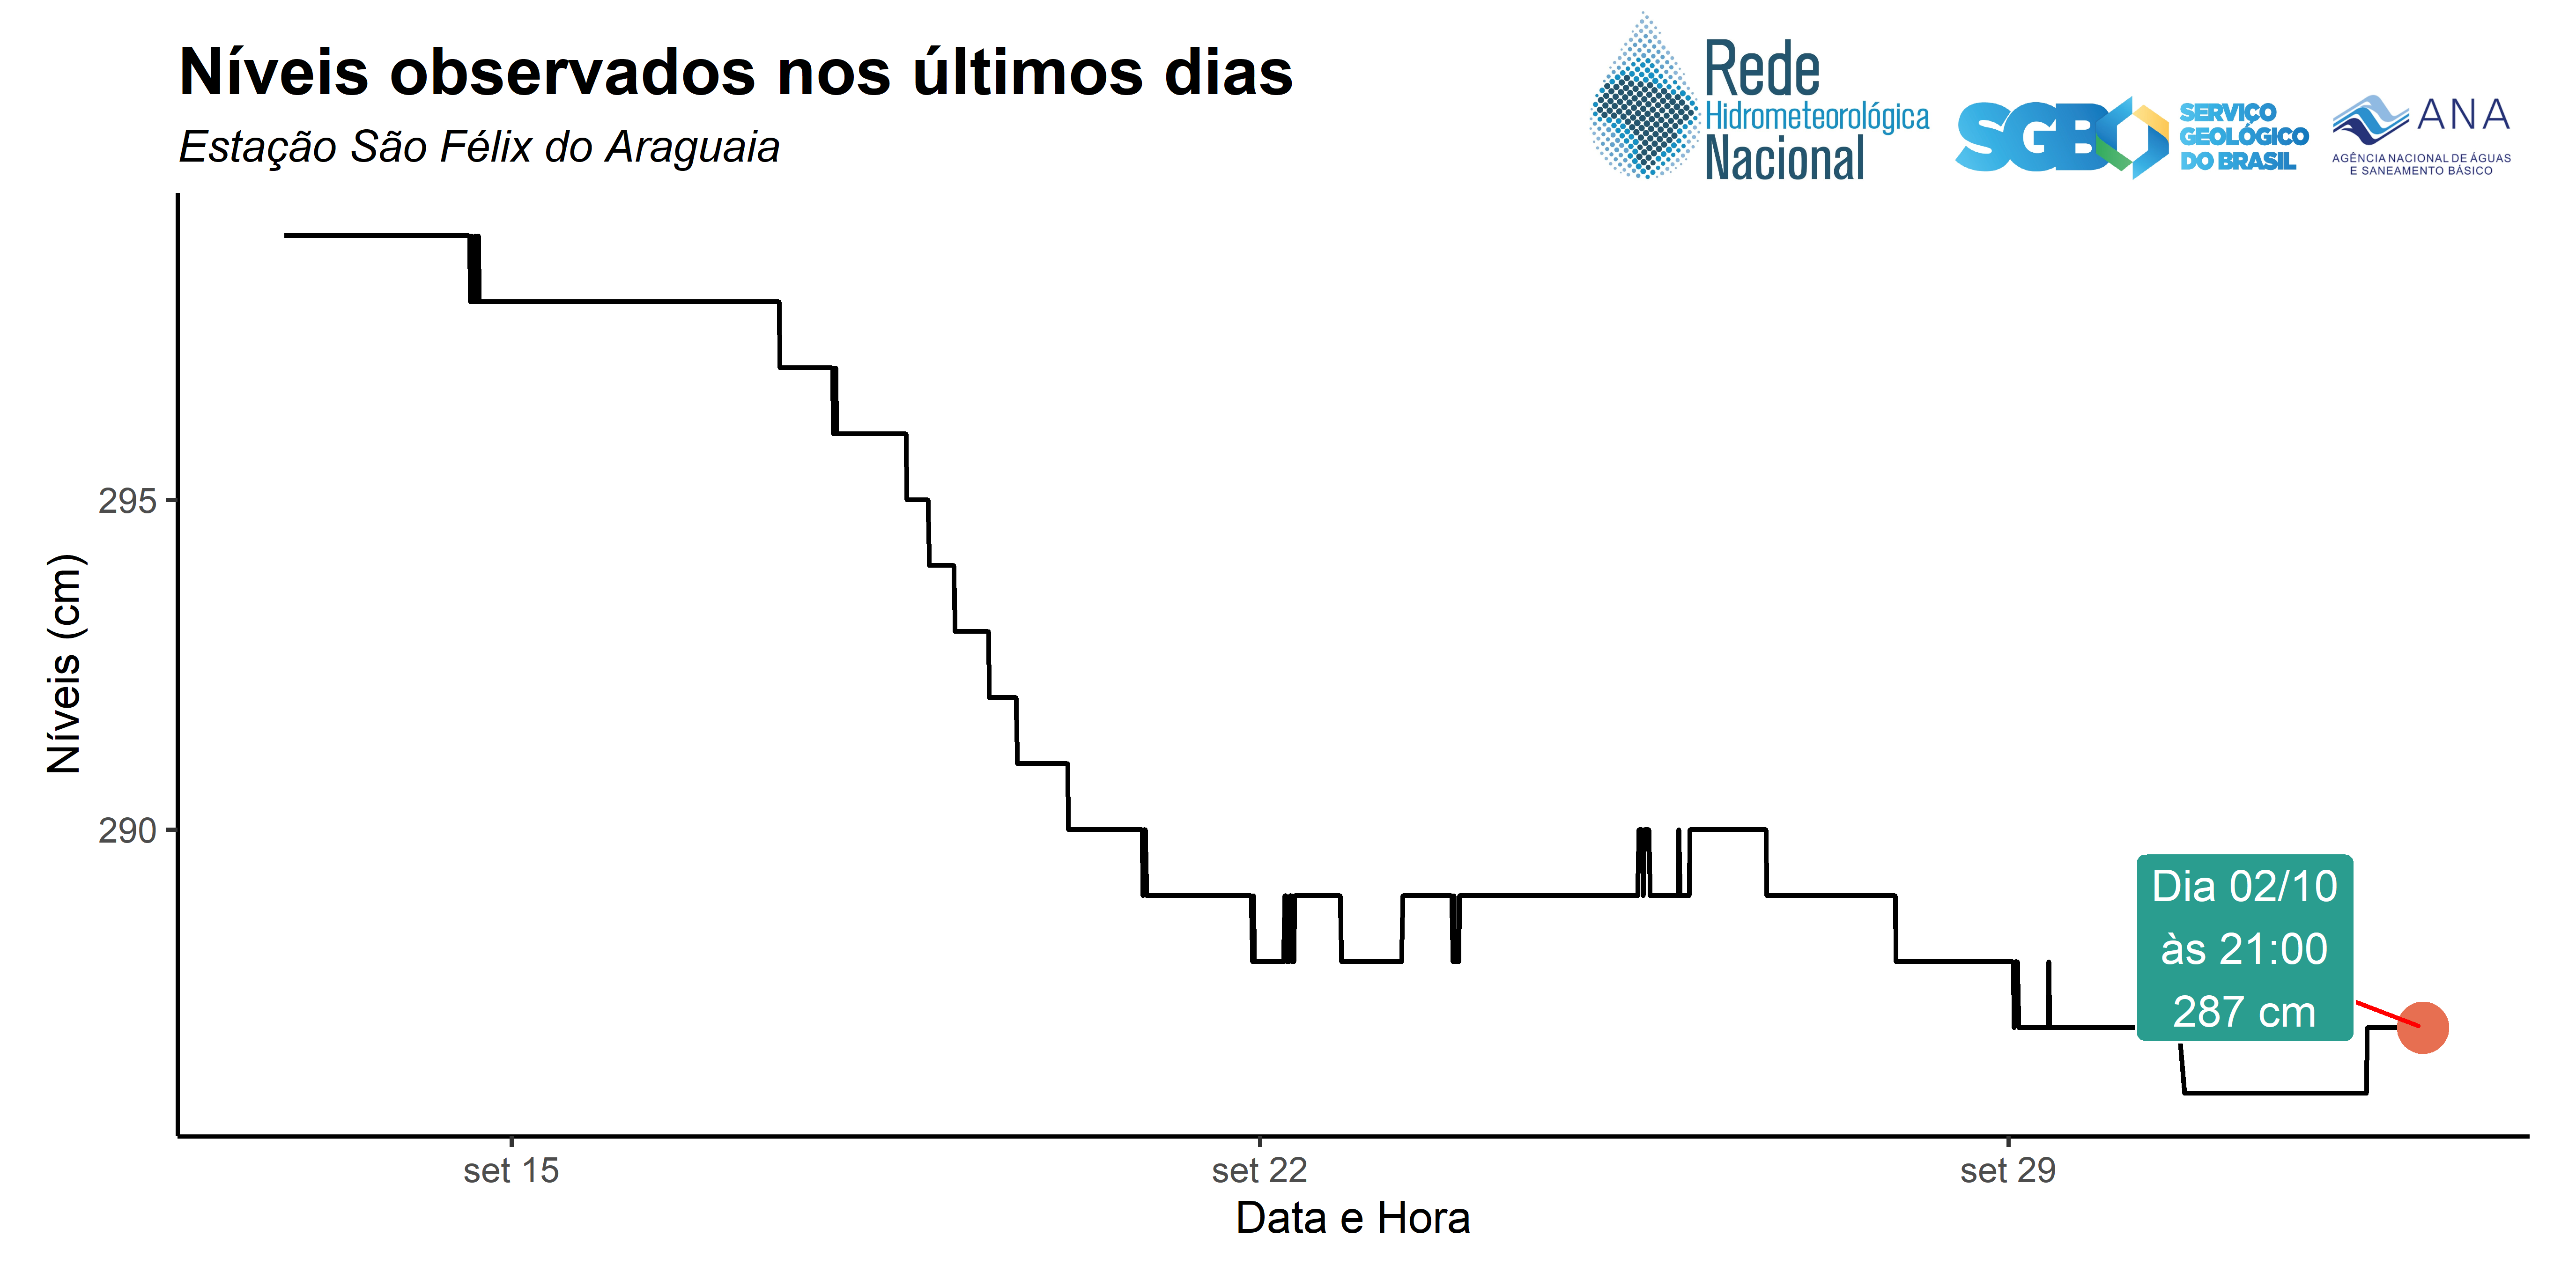 Níveis observados nos últimos dias
Estação São Félix do Araguaia
Rede
Hidrometeorológica
Nacional
SGB
SERVIÇO
GEOLÓGICO
DO BRASIL
ANA
AGÊNCIA NACIONAL DE ÁGUAS
E SANEAMENTO BÁSICO
Níveis (cm)
295
290
Dia 02/10
às 21:00
287 cm
set 15
set 22
set 29
Data e Hora